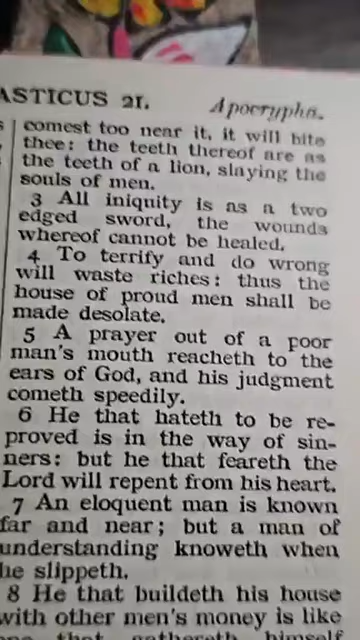 ASTICUS 21. Apocrypha.
comest too near it, it will bite
thee: the teeth thereof are as
the teeth of a lion, slaying the
souls of men.
3 All iniquity is as a two
edged sword, the wounds
whereof cannot be healed.
4 To terrify and do wrong
will waste riches: thus the
house of proud men shall be
made desolate.
5 A prayer out of a poor
man's mouth reacheth to the
ears of God, and his judgment
cometh speedily.
6 He that hateth to be re-
proved is in the way of sin-
ners: but he that feareth the
Lord will repent from his heart.
7 An eloquent man is known
far and near; but a man of
understanding knoweth when
he slippeth.
8 He that buildeth his house
with other men's money is like
one that gathereth himself